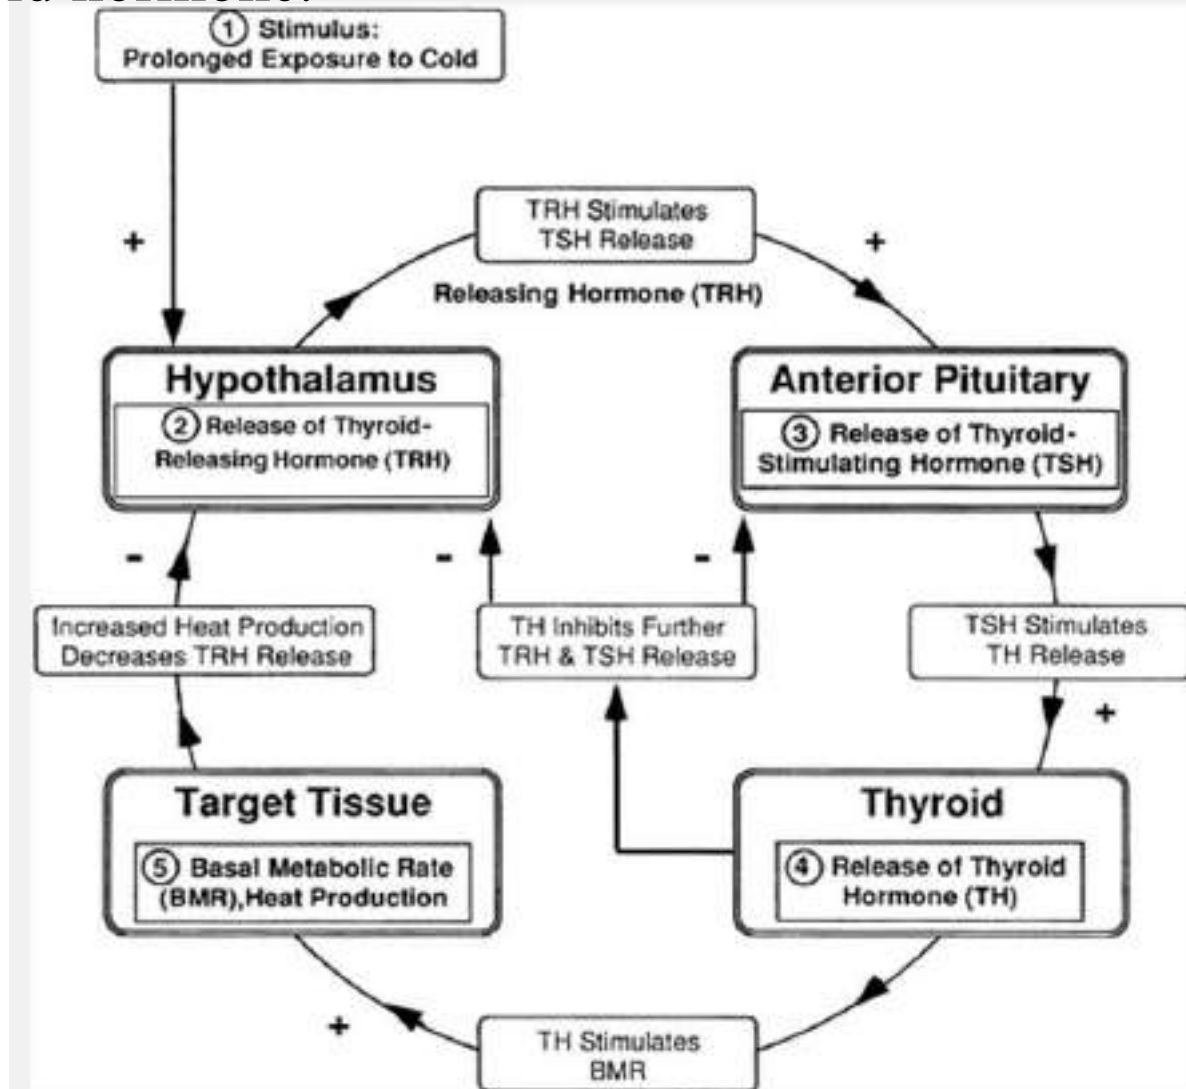 ① Stimulus:
Prolonged Exposure to Cold
+
TRH Stimulates
TSH Release
+
Releasing Hormone (TRH)
Hypothalamus
② Release of Thyroid-
Releasing Hormone (TRH)
Anterior Pituitary
③ Release of Thyroid-
Stimulating Hormone (TSH)
-
-
-
Increased Heat Production
Decreases TRH Release
TH Inhibits Further
TRH & TSH Release
TSH Stimulates
TH Release
+
Target Tissue
⑤ Basal Metabolic Rate
(BMR),Heat Production
Thyroid
④ Release of Thyroid
Hormone (TH)
+
TH Stimulates
BMR